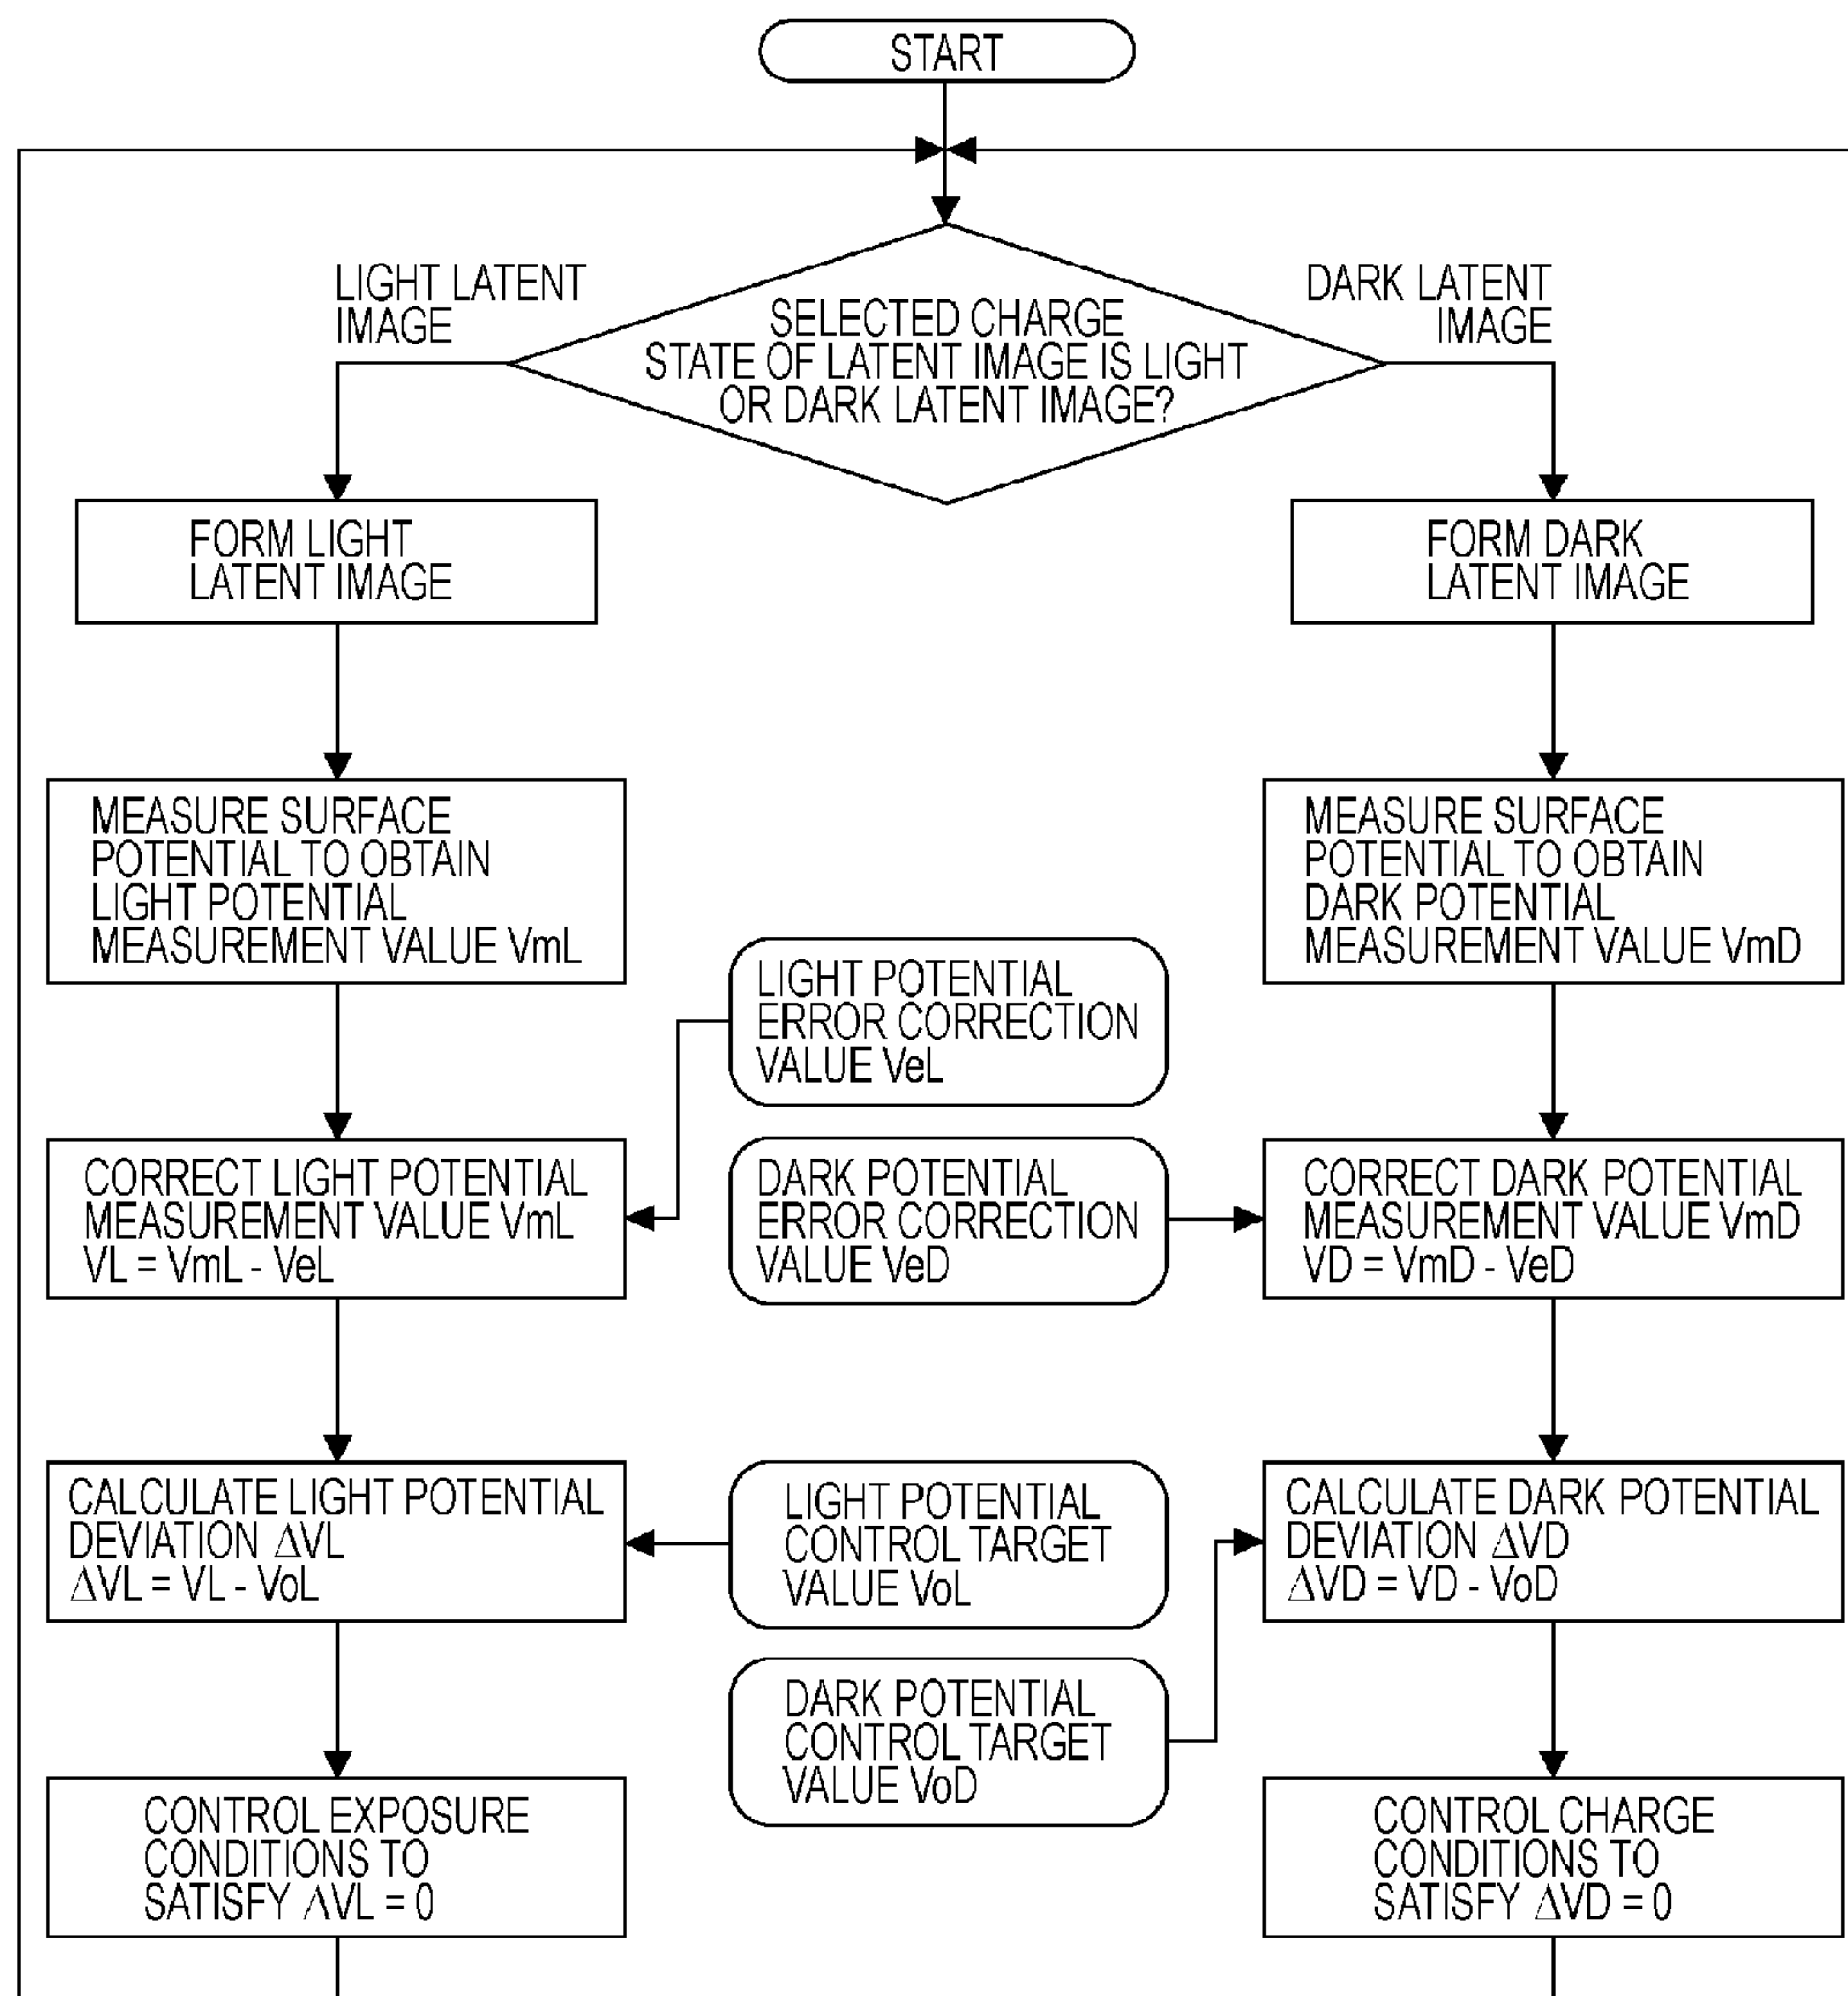 START
LIGHT LATENT
IMAGE
DARK LATENT
IMAGE
SELECTED CHARGE
STATE OF LATENT IMAGE IS LIGHT
OR DARK LATENT IMAGE?
FORM LIGHT
LATENT IMAGE
FORM DARK
LATENT IMAGE
MEASURE SURFACE
POTENTIAL TO OBTAIN
LIGHT POTENTIAL
MEASUREMENT VALUE VmL
MEASURE SURFACE
POTENTIAL TO OBTAIN
DARK POTENTIAL
MEASUREMENT VALUE VmD
LIGHT POTENTIAL
ERROR CORRECTION
VALUE VeL
CORRECT LIGHT POTENTIAL
MEASUREMENT VALUE VmL
VL = VmL - VeL
DARK POTENTIAL
ERROR CORRECTION
VALUE VeD
CORRECT DARK POTENTIAL
MEASUREMENT VALUE VmD
VD = VmD - VeD
CALCULATE LIGHT POTENTIAL
DEVIATION ΔVL
ΔVL = VL - VoL
LIGHT POTENTIAL
CONTROL TARGET
VALUE VoL
CALCULATE DARK POTENTIAL
DEVIATION ΔVD
ΔVD = VD - VoD
DARK POTENTIAL
CONTROL TARGET
VALUE VoD
CONTROL EXPOSURE
CONDITIONS TO
SATISFY ΔVL = 0
CONTROL CHARGE
CONDITIONS TO
SATISFY ΔVD = 0